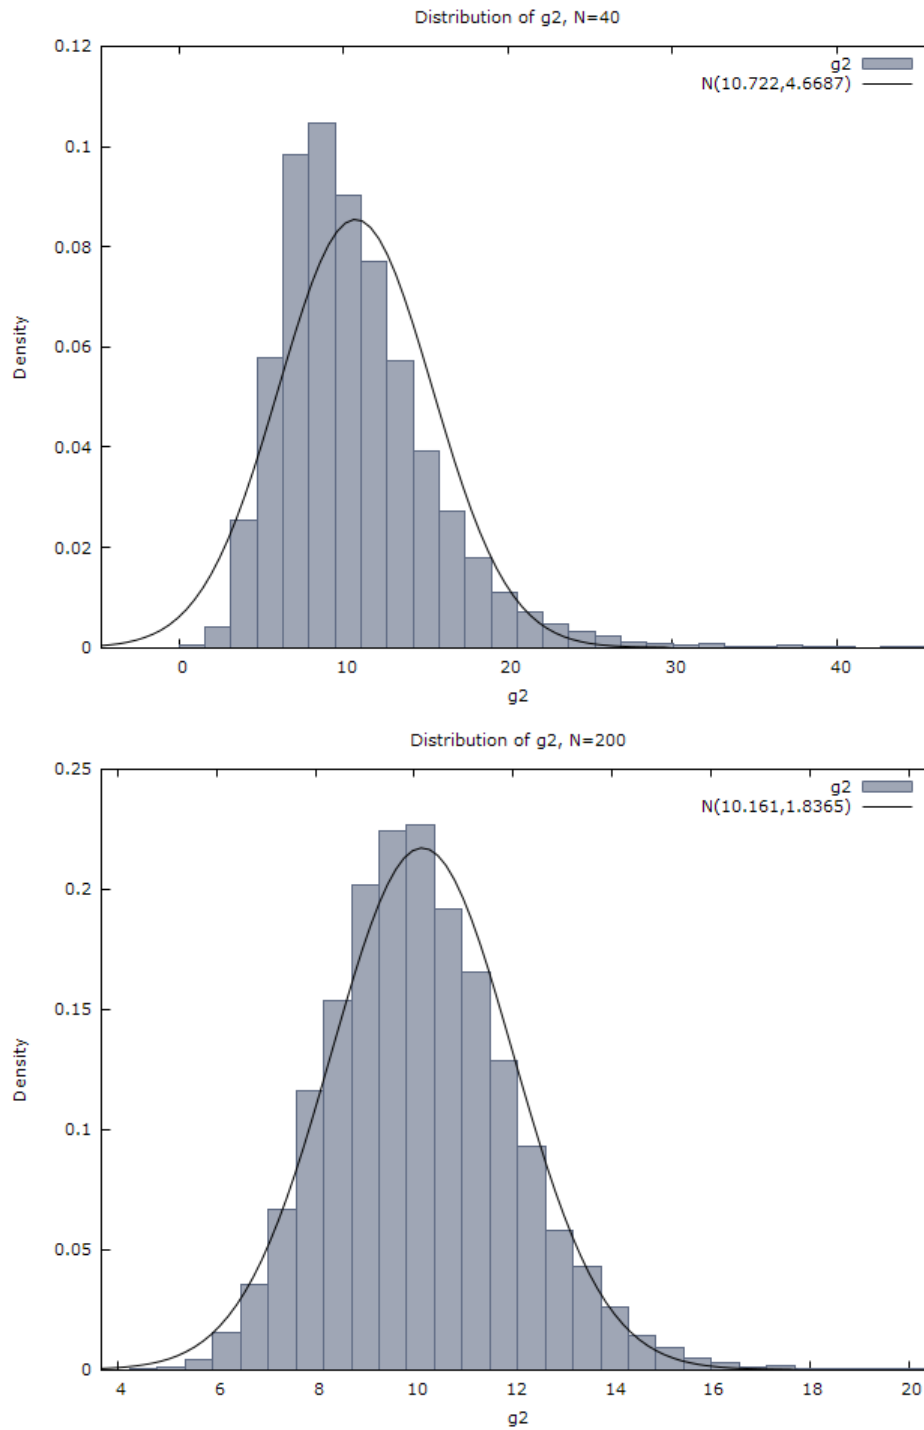 Distribution of g2, N=40
0.12
g2
N(10.722,4.6687)
0.1
0.08
Density
0.06
0.04
0.02
0
0 10 20 30 40
g2
Distribution of g2, N=200
0.25
g2
N(10.161,1.8365)
0.2
0.15
Density
0.1
0.05
0
4 6 8 10 12 14 16 18 20
g2